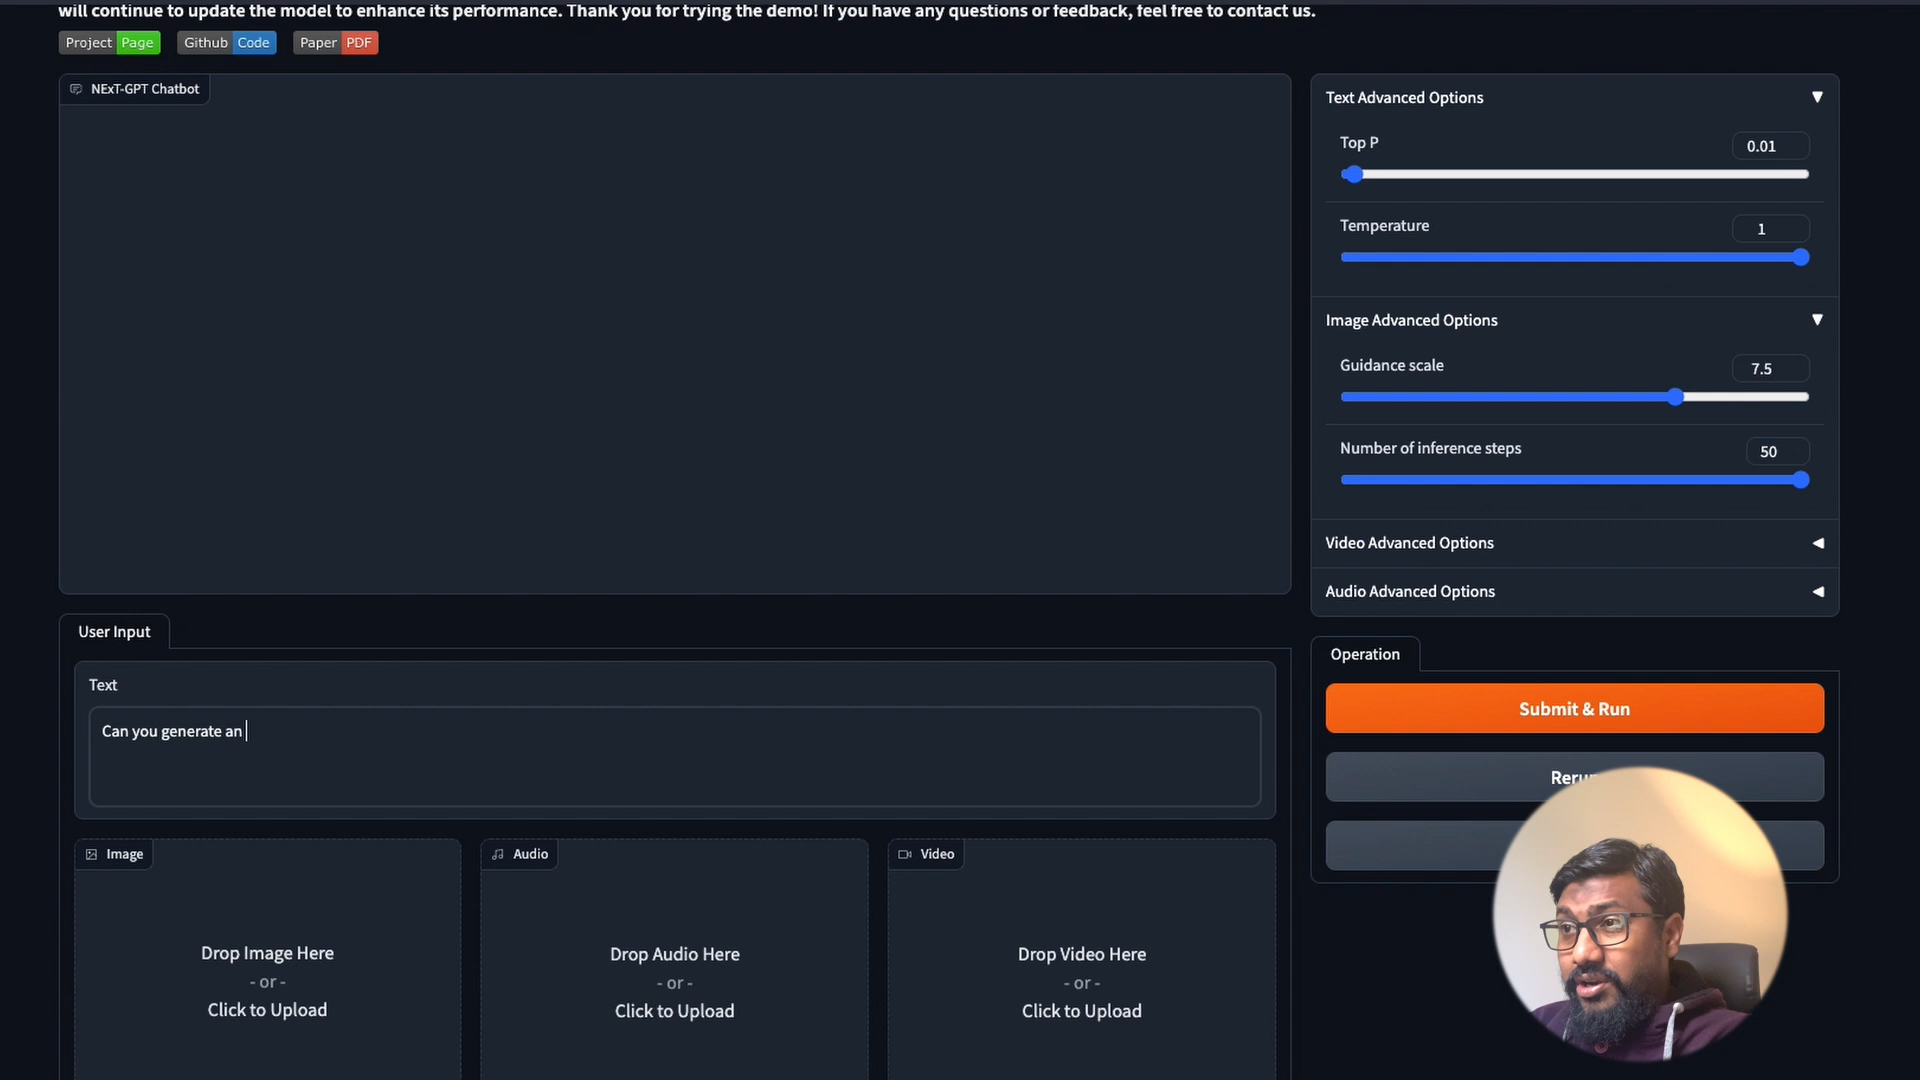 will continue to update the model to enhance its performance. Thank you for trying the demo! If you have any questions or feedback, feel free to contact us.
Project Page Github Code Paper PDF
NExT-GPT Chatbot
Text Advanced Options
Top P
0.01
Temperature
1
Image Advanced Options
Guidance scale
7.5
Number of inference steps
50
Video Advanced Options
Audio Advanced Options
User Input
Text
Can you generate an
Operation
Submit & Run
Image
Drop Image Here
- or -
Click to Upload
Audio
Drop Audio Here
- or -
Click to Upload
Video
Drop Video Here
- or -
Click to Upload